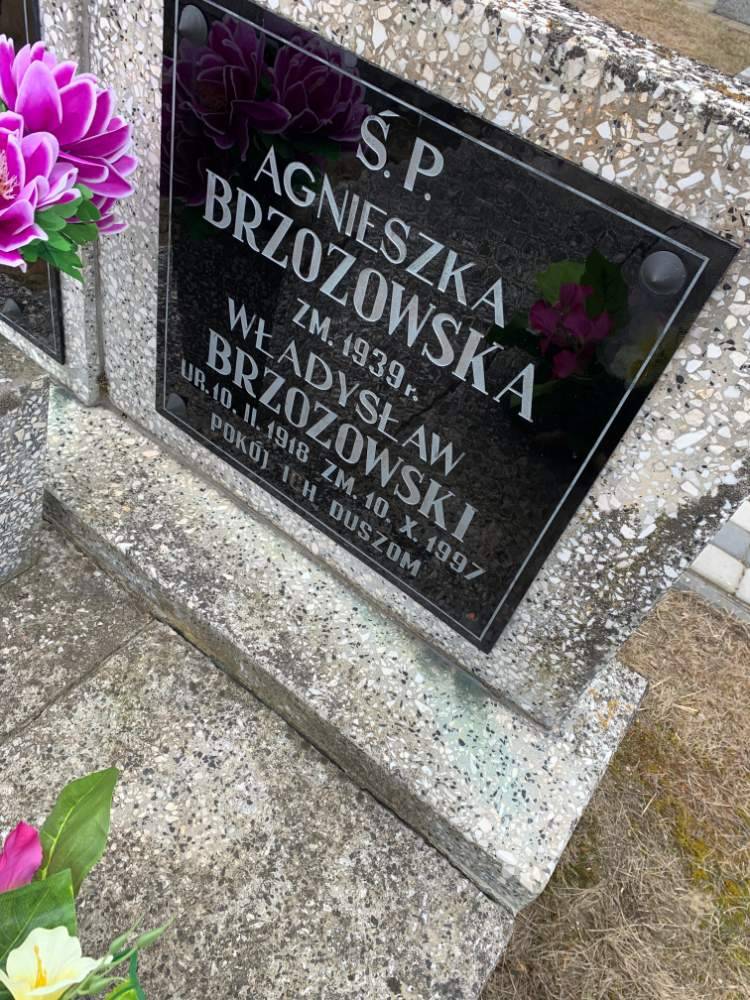 Ś. P.
AGNIESZKA
BRZOZOWSKA
ZM. 1939 r.
WŁADYSŁAW
BRZOZOWSKI
UR. 10. II. 1918 ZM. 10. X. 1997
POKÓJ ICH DUSZOM